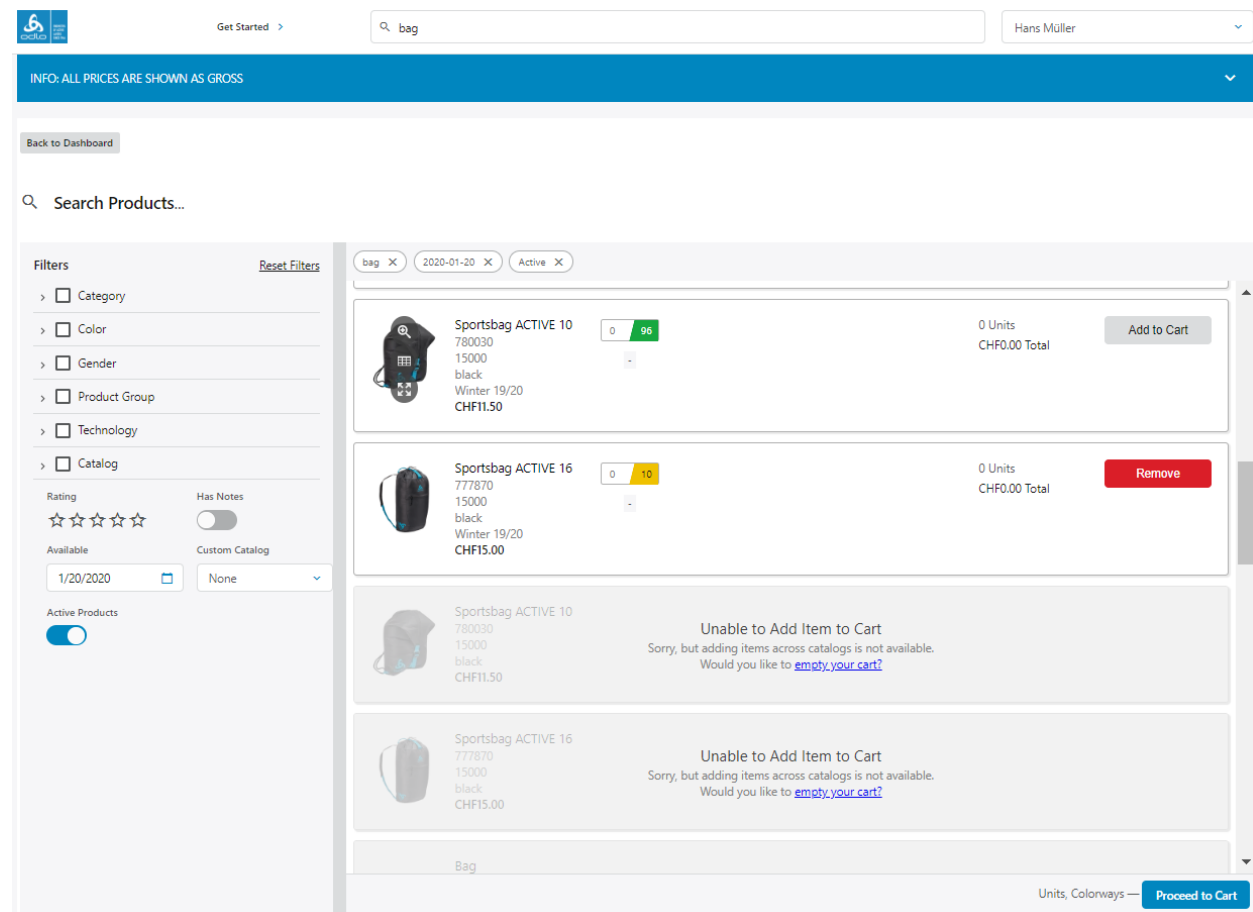 odlo
Get Started >
bag
Hans Müller
INFO: ALL PRICES ARE SHOWN AS GROSS
Back to Dashboard
Search Products...
Filters
Reset Filters
Category
Color
Gender
Product Group
Technology
Catalog
Rating
Has Notes
Available
Custom Catalog
1/20/2020
None
Active Products
bag X
2020-01-20 X
Active X
Sportsbag ACTIVE 10
780030
15000
black
Winter 19/20
CHF11.50
0 96
-
0 Units
CHF0.00 Total
Add to Cart
Sportsbag ACTIVE 16
777870
15000
black
Winter 19/20
CHF15.00
0 10
-
0 Units
CHF0.00 Total
Remove
Sportsbag ACTIVE 10
780030
15000
black
CHF11.50
Unable to Add Item to Cart
Sorry, but adding items across catalogs is not available.
Would you like to empty your cart?
Sportsbag ACTIVE 16
777870
15000
black
CHF15.00
Unable to Add Item to Cart
Sorry, but adding items across catalogs is not available.
Would you like to empty your cart?
Bag
Units, Colorways —
Proceed to Cart